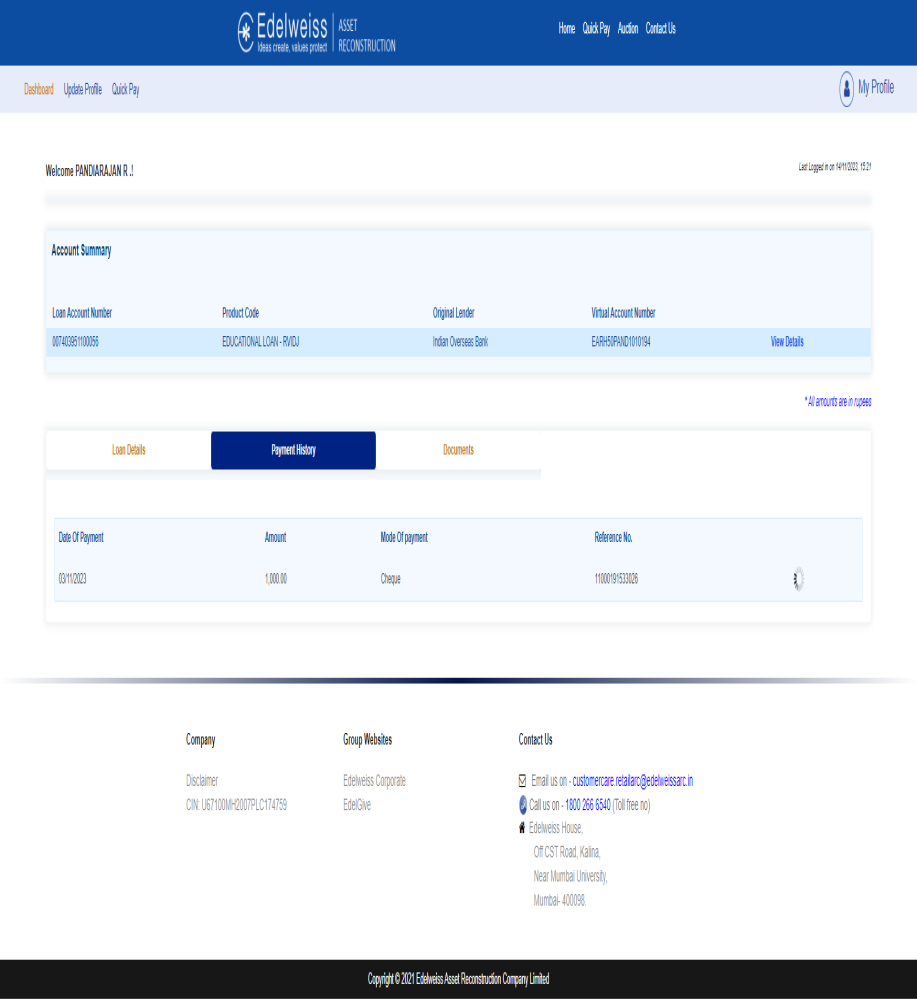 Edelweiss ASSET RECONSTRUCTION
Ideas create, values protect
Home Quick Pay Auction Contact Us
Dashboard Update Profile Quick Pay My Profile
Welcome PANDIARAJAN R .! Last Logged in on 14/11/2023, 15:21
Account Summary
Loan Account Number Product Code Original Lender Virtual Account Number
007403951100056 EDUCATIONAL LOAN - RVIDJ Indian Overseas Bank EARH50PAND1010194 View Details
* All amounts are in rupees
Loan Details Payment History Documents
Date Of Payment Amount Mode Of payment Reference No.
03/11/2023 1,000.00 Cheque 11000191533026
Company Group Websites Contact Us
Disclaimer Edelweiss Corporate Email us on - customercare.retailarc@edelweissarc.in
CIN: U67100MH2007PLC174759 EdelGive Call us on - 1800 266 6540 (Toll free no)
Edelweiss House,
Off CST Road, Kalina,
Near Mumbai University,
Mumbai- 400098.
Copyright © 2021 Edelweiss Asset Reconstruction Company Limited